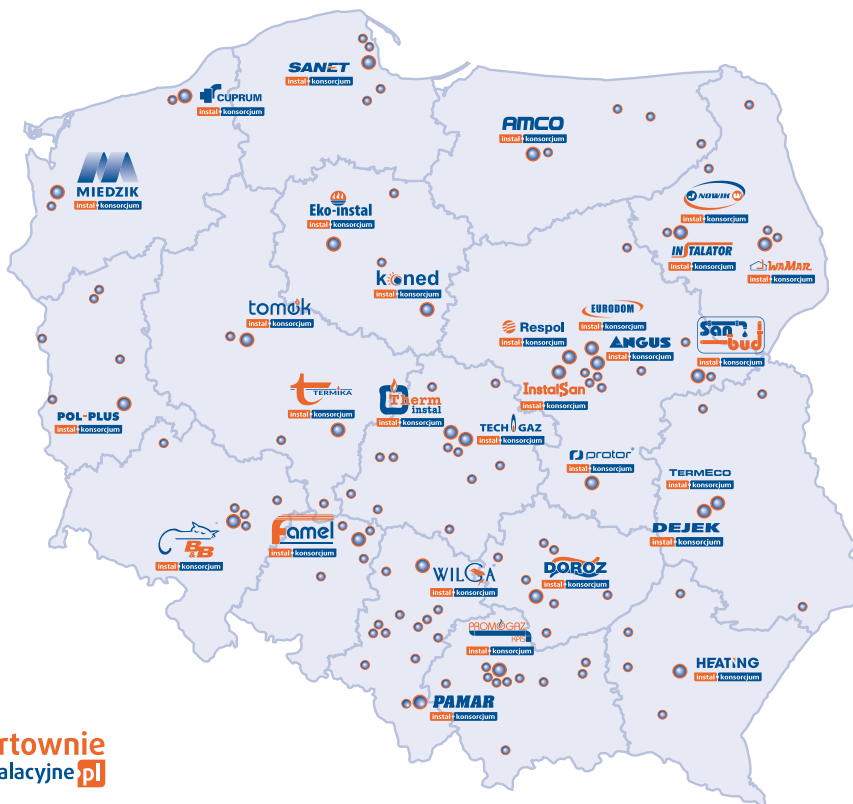 SANET
instal konsorcjum
CUPRUM
instal konsorcjum
AMCO
instal konsorcjum
MIEDZIK
instal konsorcjum
NOWIK
instal konsorcjum
Eko-instal
instal konsorcjum
INSTALATOR
instal konsorcjum
WAMAR
instal konsorcjum
koned
instal konsorcjum
tomek
instal konsorcjum
EURODOM
instal konsorcjum
Respol
instal konsorcjum
ANGUS
instal konsorcjum
San bud
instal konsorcjum
InstalSan
instal konsorcjum
TERMIKA
instal konsorcjum
Therm
instal
instal konsorcjum
POL-PLUS
instal konsorcjum
TECH GAZ
instal konsorcjum
protor
instal konsorcjum
TERMECO
instal konsorcjum
DEJEK
instal konsorcjum
B&B
instal konsorcjum
Famel
instal konsorcjum
WILGA
instal konsorcjum
DOROZ
instal konsorcjum
PROMOGAZ
KPIS
instal konsorcjum
HEATING
instal konsorcjum
PAMAR
instal konsorcjum
rtownie
alacyjne pl